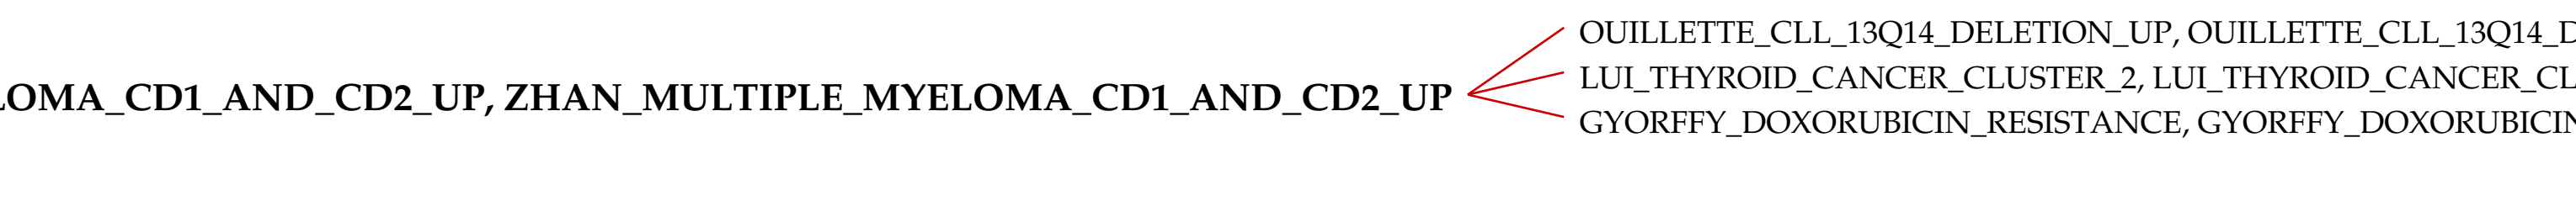 OUILLETTE_CLL_13Q14_DELETION_UP, OUILLETTE_CLL_13Q14_D
LUI_THYROID_CANCER_CLUSTER_2, LUI_THYROID_CANCER_CL
LOMA_CD1_AND_CD2_UP, ZHAN_MULTIPLE_MYELOMA_CD1_AND_CD2_UP
GYORFFY_DOXORUBICIN_RESISTANCE, GYORFFY_DOXORUBICIN